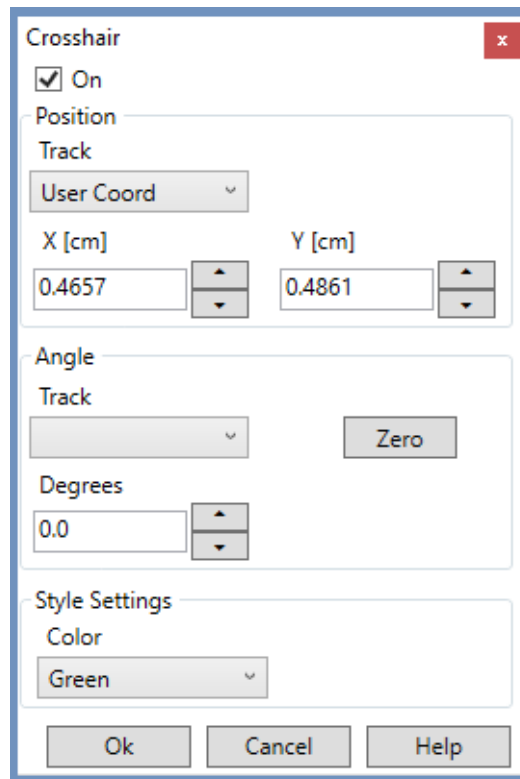 Crosshair
x
On
Position
Track
User Coord
X [cm] Y [cm]
0.4657 0.4861
Angle
Track
Zero
Degrees
0.0
Style Settings
Color
Green
Ok Cancel Help